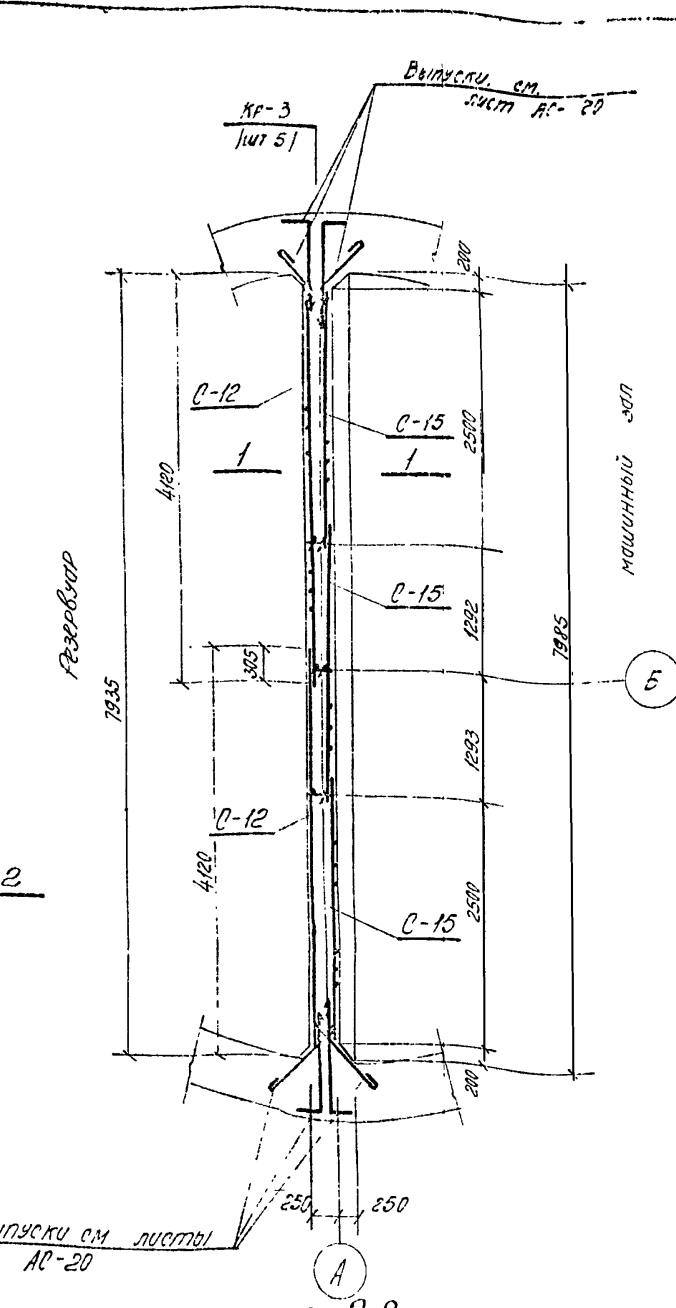 Выпуски см.
лист АС-20
КР-3
/шт 5/
200
С-12
С-15
2500
машинный зал
1
1
4120
С-15
Резервуар
1292
7985
305
7935
Б
1293
С-12
4120
2
С-15
2500
200
250
250
выпуски см листы
АС-20
А